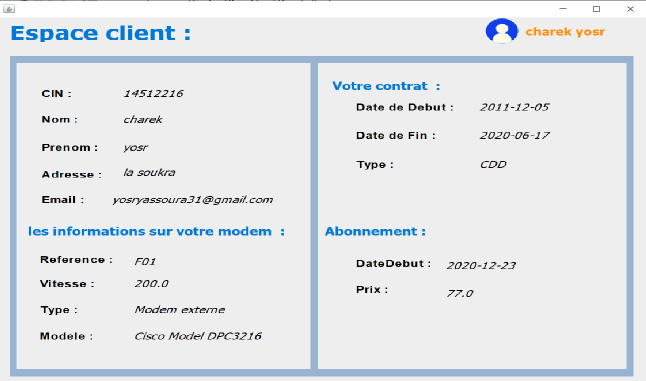 Espace client :
charek yosr
CIN : 14512216
Nom : charek
Prenom : yosr
Adresse : la soukra
Email : yosryassoura31@gmail.com
les informations sur votre modem :
Reference : F01
Vitesse : 200.0
Type : Modem externe
Modele : Cisco Model DPC3216
Votre contrat :
Date de Debut : 2011-12-05
Date de Fin : 2020-06-17
Type : CDD
Abonnement :
DateDebut : 2020-12-23
Prix : 77.0